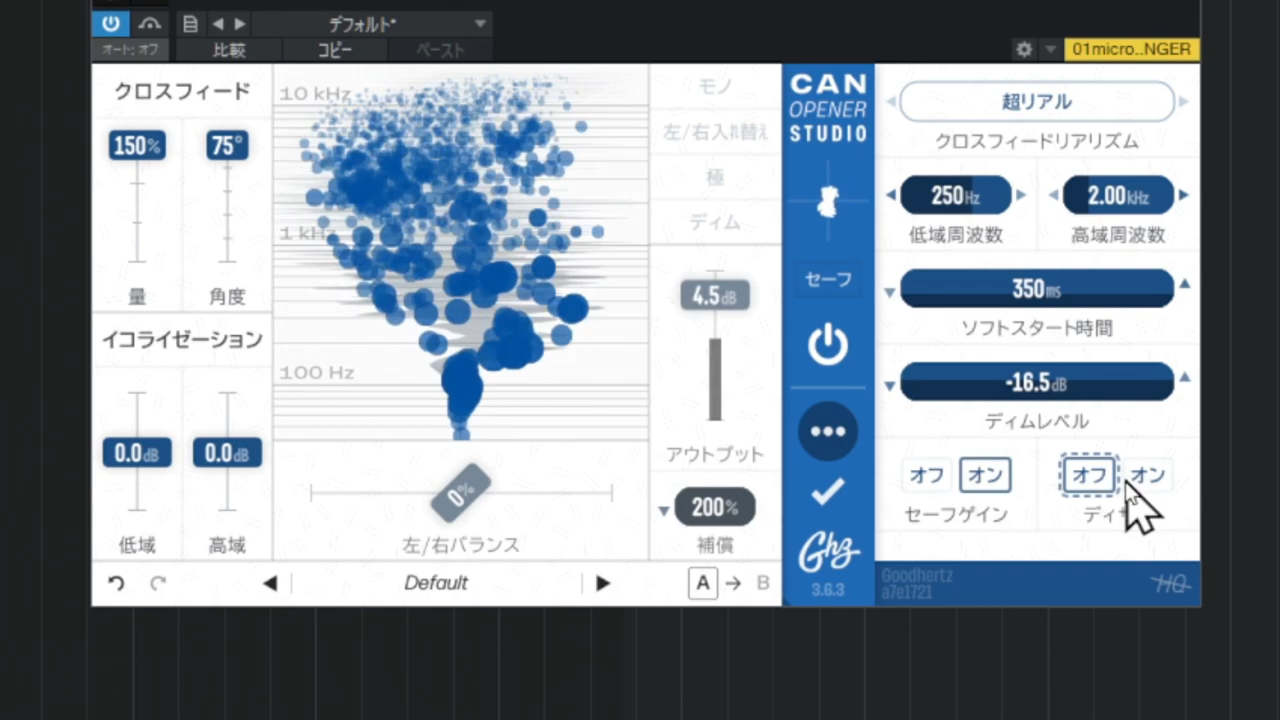 デフォルト*
オート: オフ
比較
コピー
ペースト
01micro..NGER
クロスフィード
150%
75°
量
角度
イコライゼーション
0.0dB
0.0dB
低域
高域
10 kHz
1 kHz
100 Hz
0%
左/右バランス
モノ
左/右入れ替え
極
ディム
4.5dB
アウトプット
200%
補償
Default
A → B
CAN
OPENER
STUDIO
セーフ
Ghz
3.6.3
超リアル
クロスフィードリアリズム
250Hz
2.00kHz
低域周波数
高域周波数
350ms
ソフトスタート時間
-16.5dB
ディムレベル
オフ
オン
オフ
オン
セーフゲイン
Goodhertz
a7e1721
HQ